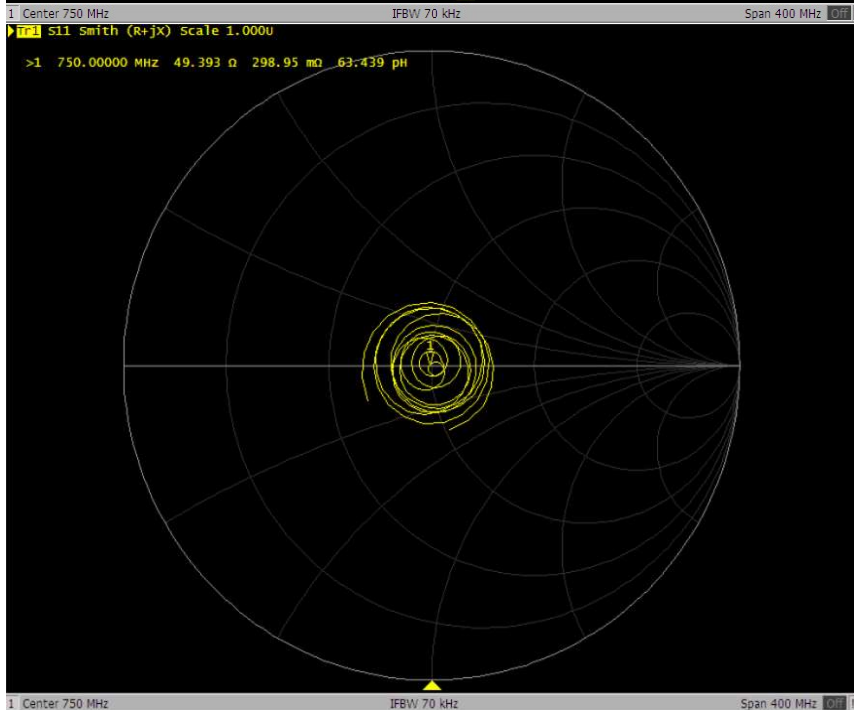 1 Center 750 MHz IFBW 70 kHz Span 400 MHz Off
Tr1 S11 Smith (R+jX) Scale 1.000U
>1 750.00000 MHz 49.393 Ω 298.95 mΩ 63.439 pH
1
1 Center 750 MHz IFBW 70 kHz Span 400 MHz Off